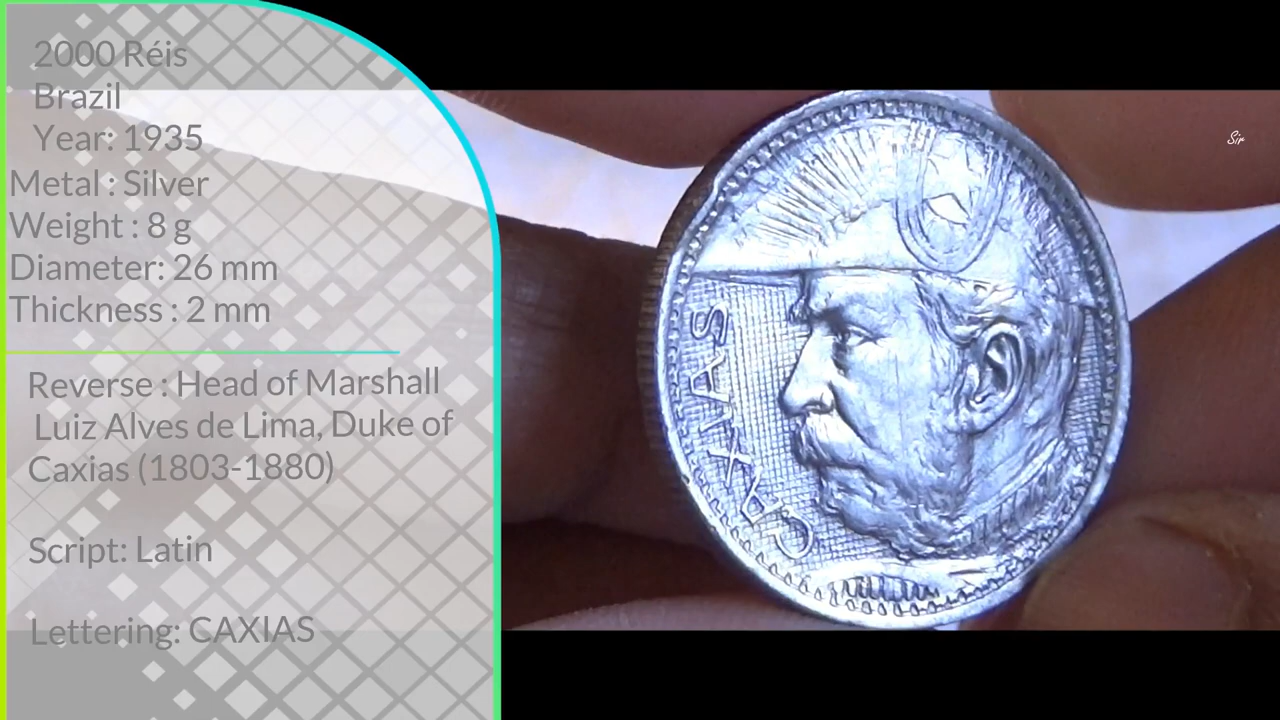 2000 Réis
Brazil
Year: 1935
Metal : Silver
Weight : 8 g
Diameter: 26 mm
Thickness : 2 mm
Reverse : Head of Marshall
Luiz Alves de Lima, Duke of
Caxias (1803-1880)
Script: Latin
Lettering: CAXIAS
CAXIAS
Sir